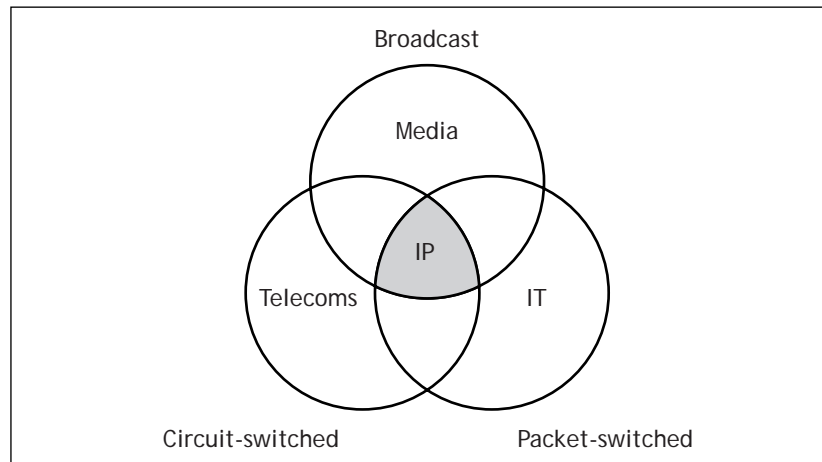 Broadcast
Media
IP
Telecoms
IT
Circuit-switched
Packet-switched